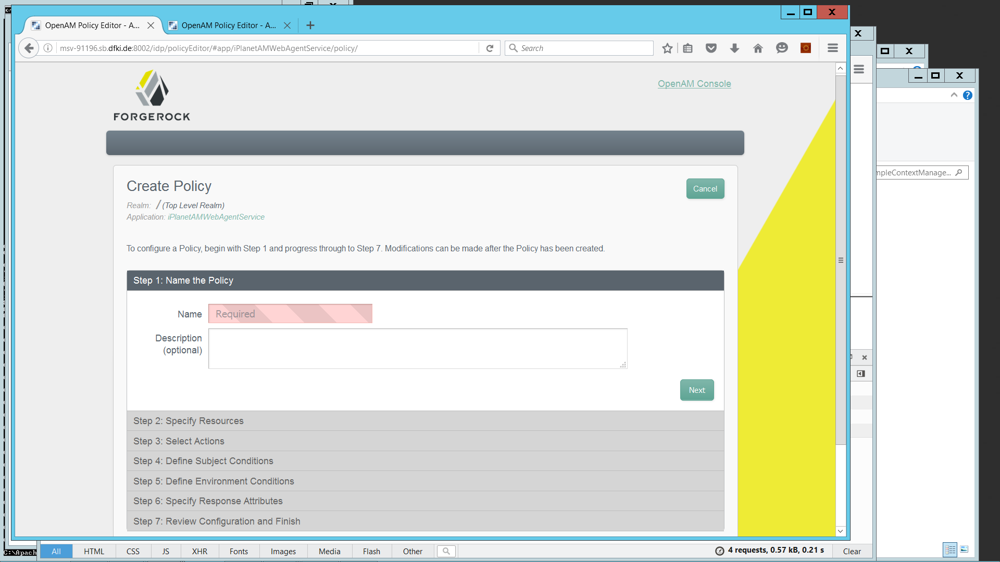 OpenAM Policy Editor - A...
OpenAM Policy Editor - A...
msv-91196.sb.dfki.de:8002/idp/policyEditor/#app/iPlanetAMWebAgentService/policy/
Search
OpenAM Console
FORGEROCK
mpleContextManage...
Create Policy
Cancel
Realm: / (Top Level Realm)
Application: iPlanetAMWebAgentService
To configure a Policy, begin with Step 1 and progress through to Step 7. Modifications can be made after the Policy has been created.
Step 1: Name the Policy
Name
Required
Description
(optional)
Next
Step 2: Specify Resources
Step 3: Select Actions
Step 4: Define Subject Conditions
Step 5: Define Environment Conditions
Step 6: Specify Response Attributes
Step 7: Review Configuration and Finish
C:\Apach
All HTML CSS JS XHR Fonts Images Media Flash Other
4 requests, 0.57 kB, 0.21 s
Clear